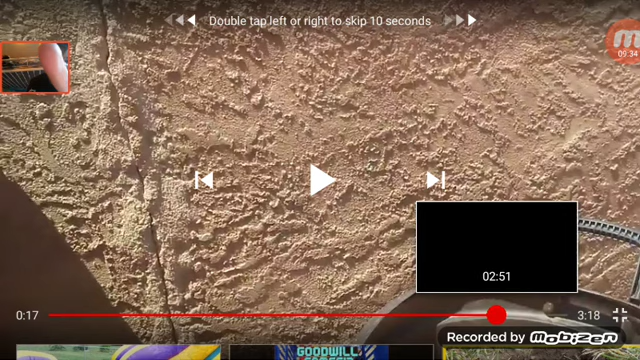 Double tap left or right to skip 10 seconds
m
09:34
02:51
0:17
3:18
Recorded by mobizen
GOODWILL